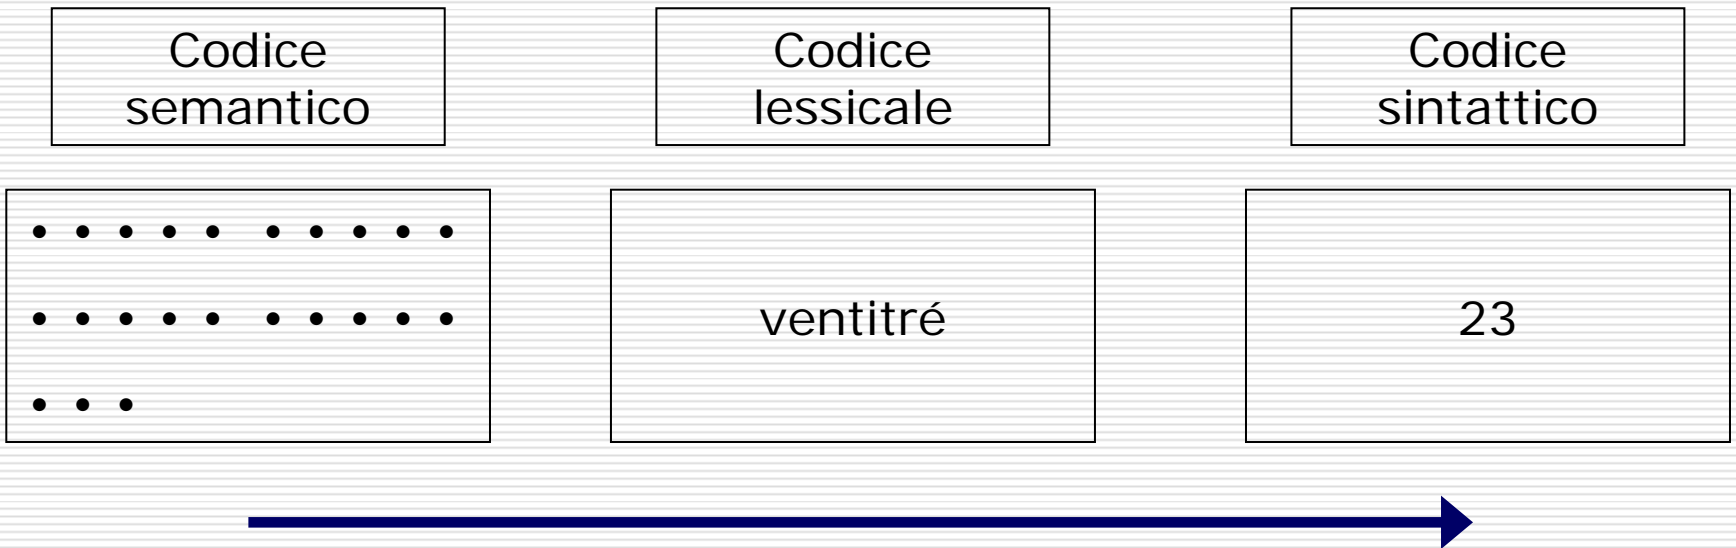 Codice
semantico
Codice
lessicale
Codice
sintattico
• • • • •  • • • • •
• • • • •  • • • • •
• • •
ventitré
23